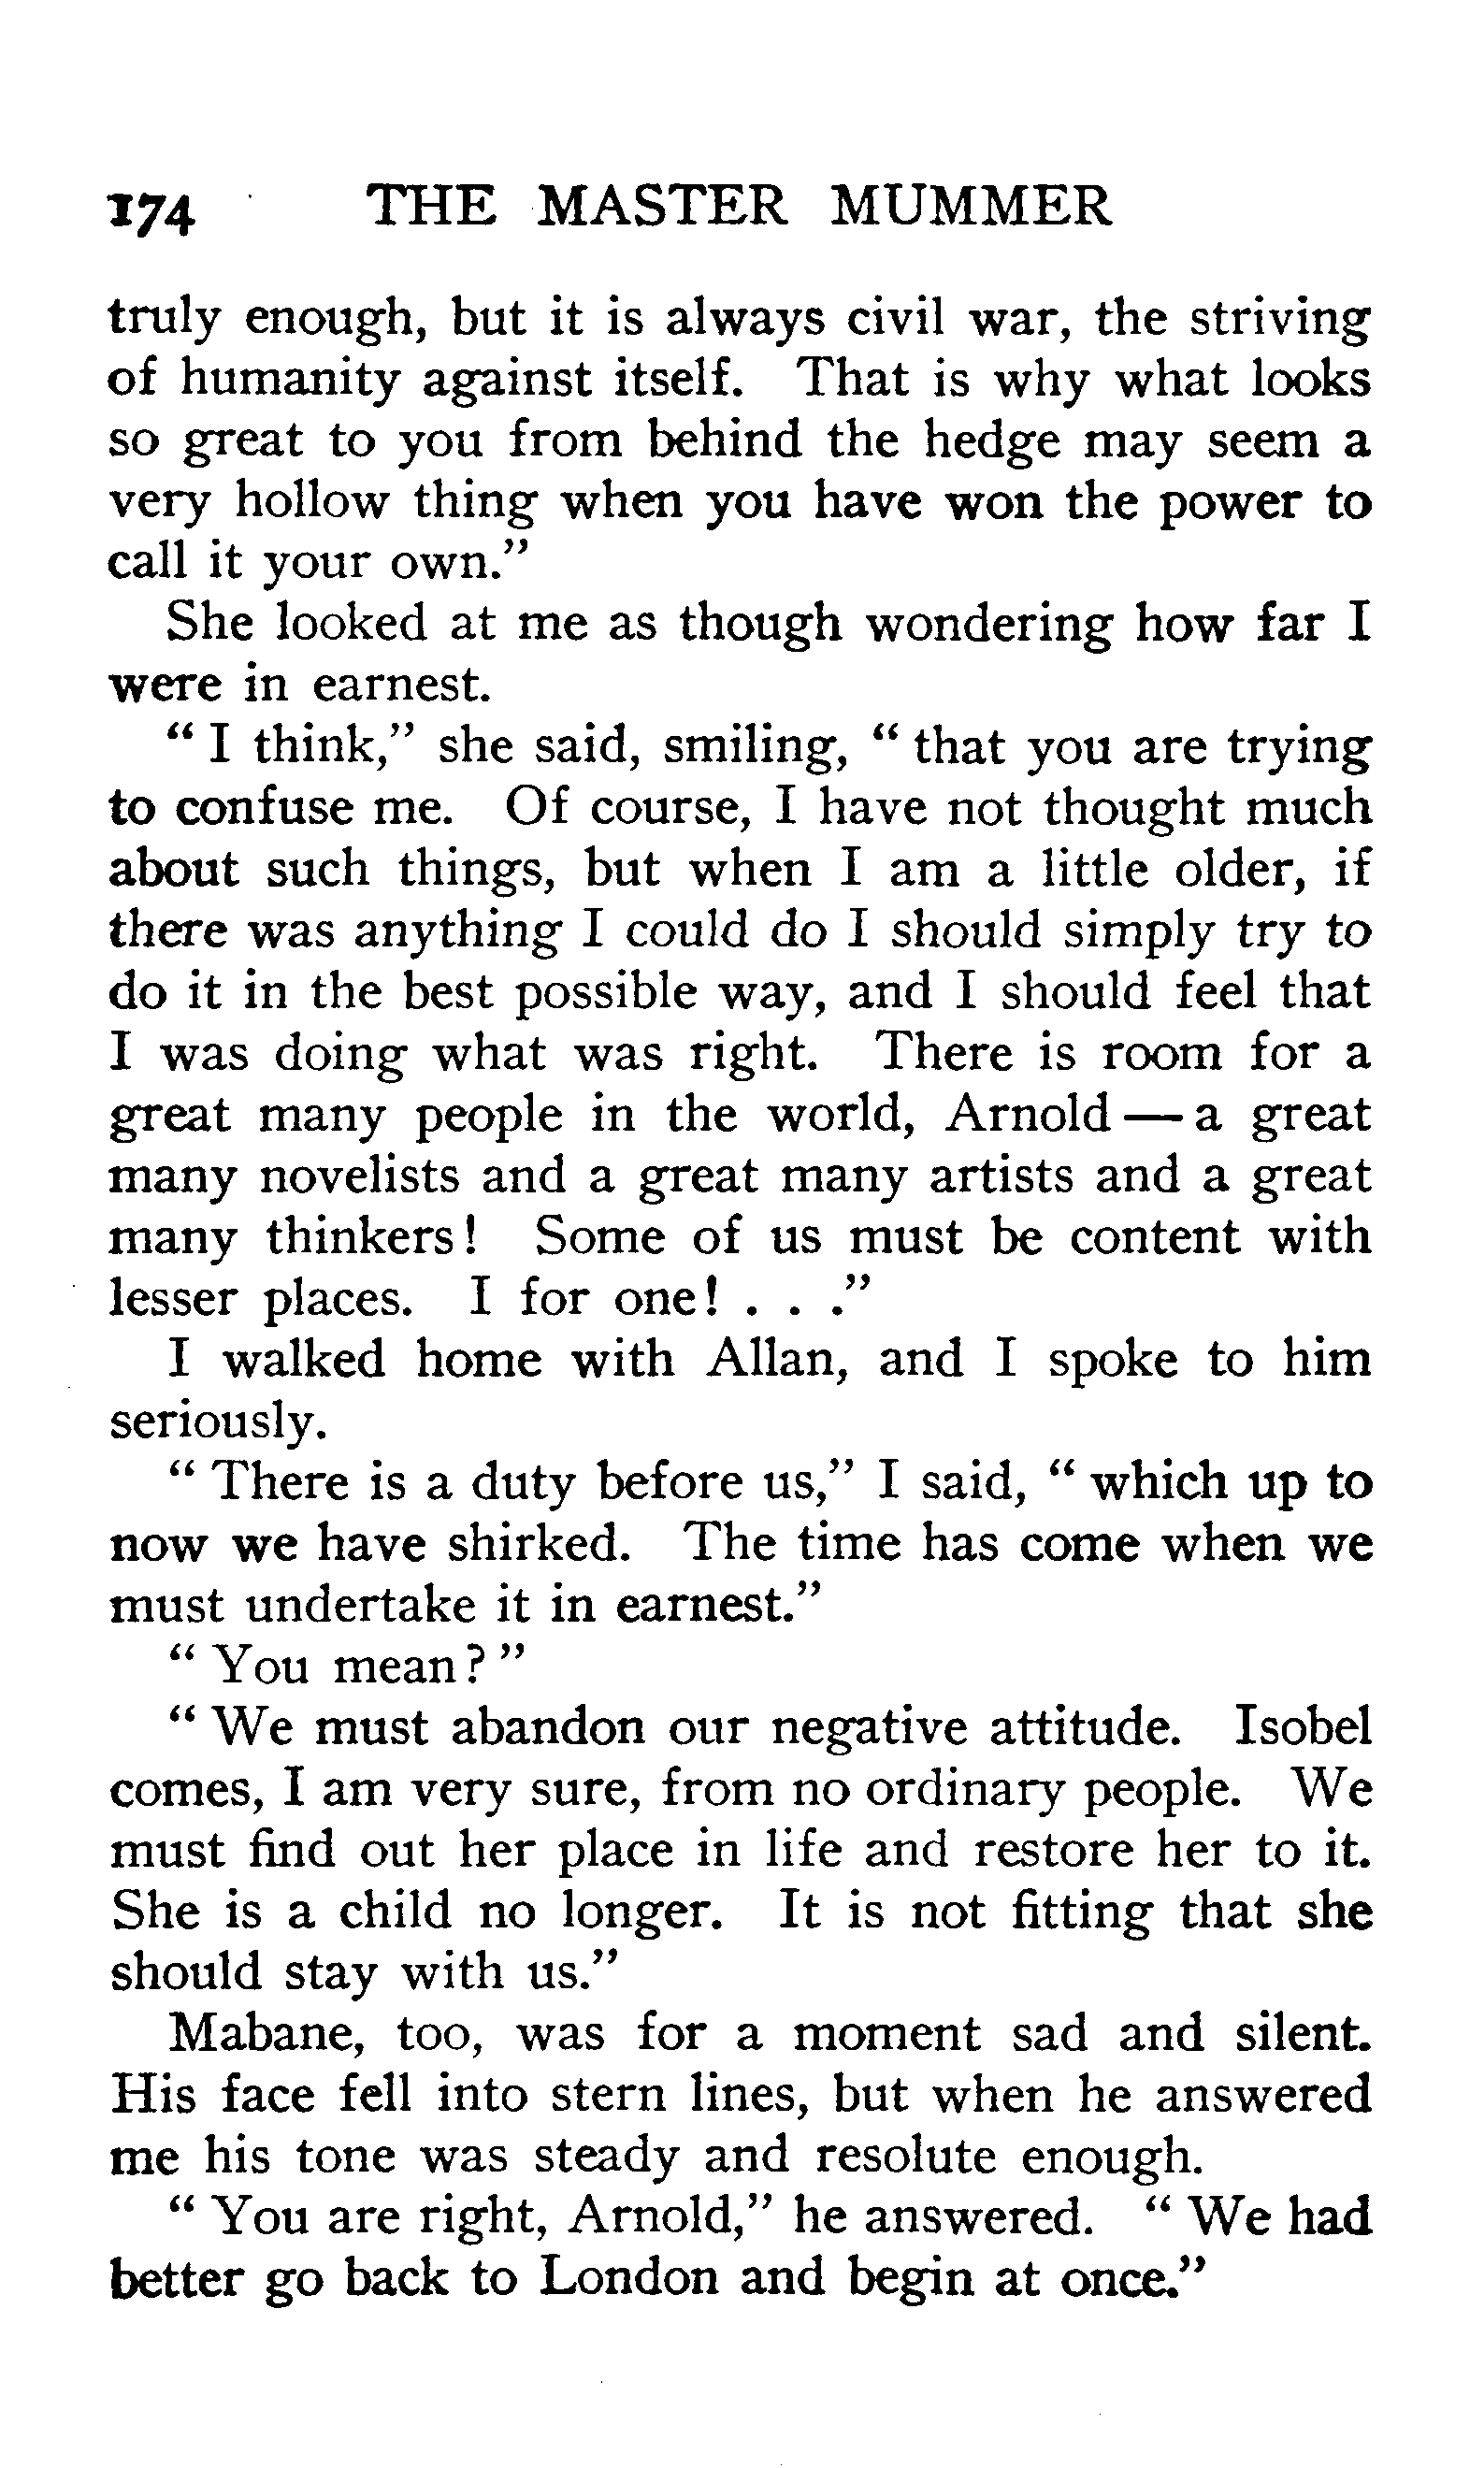 174 THE MASTER MUMMER
truly enough, but it is always civil war, the striving
of humanity against itself. That is why what looks
so great to you from behind the hedge may seem a
very hollow thing when you have won the power to
call it your own."
She looked at me as though wondering how far I
were in earnest.
" I think," she said, smiling, " that you are trying
to confuse me. Of course, I have not thought much
about such things, but when I am a little older, if
there was anything I could do I should simply try to
do it in the best possible way, and I should feel that
I was doing what was right. There is room for a
great many people in the world, Arnold — a great
many novelists and a great many artists and a great
many thinkers! Some of us must be content with
lesser places. I for one! . . ."
I walked home with Allan, and I spoke to him
seriously.
" There is a duty before us," I said, " which up to
now we have shirked. The time has come when we
must undertake it in earnest."
" You mean? "
" We must abandon our negative attitude. Isobel
comes, I am very sure, from no ordinary people. We
must find out her place in life and restore her to it.
She is a child no longer. It is not fitting that she
should stay with us."
Mabane, too, was for a moment sad and silent.
His face fell into stern lines, but when he answered
me his tone was steady and resolute enough.
" You are right, Arnold," he answered. " We had
better go back to London and begin at once."